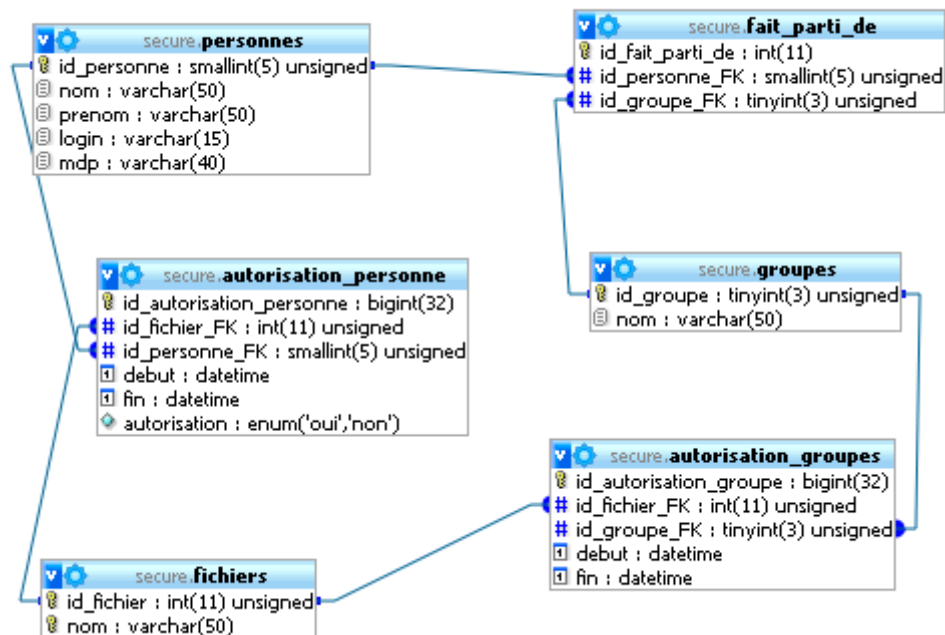 secure.personnes
id_personne : smallint(5) unsigned
nom : varchar(50)
prenom : varchar(50)
login : varchar(15)
mdp : varchar(40)
secure.fait_parti_de
id_fait_parti_de : int(11)
# id_personne_FK : smallint(5) unsigned
# id_groupe_FK : tinyint(3) unsigned
secure.autorisation_personne
id_autorisation_personne : bigint(32)
# id_fichier_FK : int(11) unsigned
# id_personne_FK : smallint(5) unsigned
debut : datetime
fin : datetime
autorisation : enum('oui','non')
secure.groupes
id_groupe : tinyint(3) unsigned
nom : varchar(50)
secure.autorisation_groupes
id_autorisation_groupe : bigint(32)
# id_fichier_FK : int(11) unsigned
# id_groupe_FK : tinyint(3) unsigned
debut : datetime
fin : datetime
secure.fichiers
id_fichier : int(11) unsigned
nom : varchar(50)